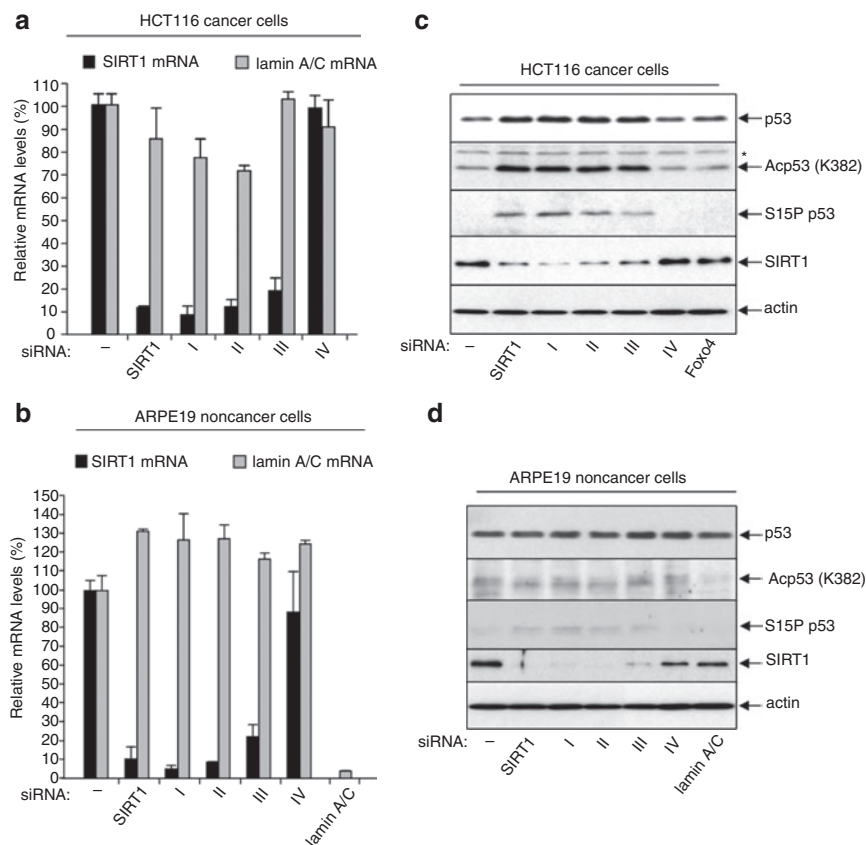 a
HCT116 cancer cells
SIRT1 mRNA
lamin A/C mRNA
Relative mRNA levels (%)
110
100
90
80
70
60
50
40
30
20
10
0
siRNA:
–
SIRT1
I
II
III
IV
b
ARPE19 noncancer cells
SIRT1 mRNA
lamin A/C mRNA
Relative mRNA levels (%)
150
140
130
120
110
100
90
80
70
60
50
40
30
20
10
0
siRNA:
–
SIRT1
I
II
III
IV
lamin A/C
c
HCT116 cancer cells
p53
*
Acp53 (K382)
S15P p53
SIRT1
actin
siRNA:
–
SIRT1
I
II
III
IV
Foxo4
d
ARPE19 noncancer cells
p53
Acp53 (K382)
S15P p53
SIRT1
actin
siRNA:
–
SIRT1
I
II
III
IV
lamin A/C